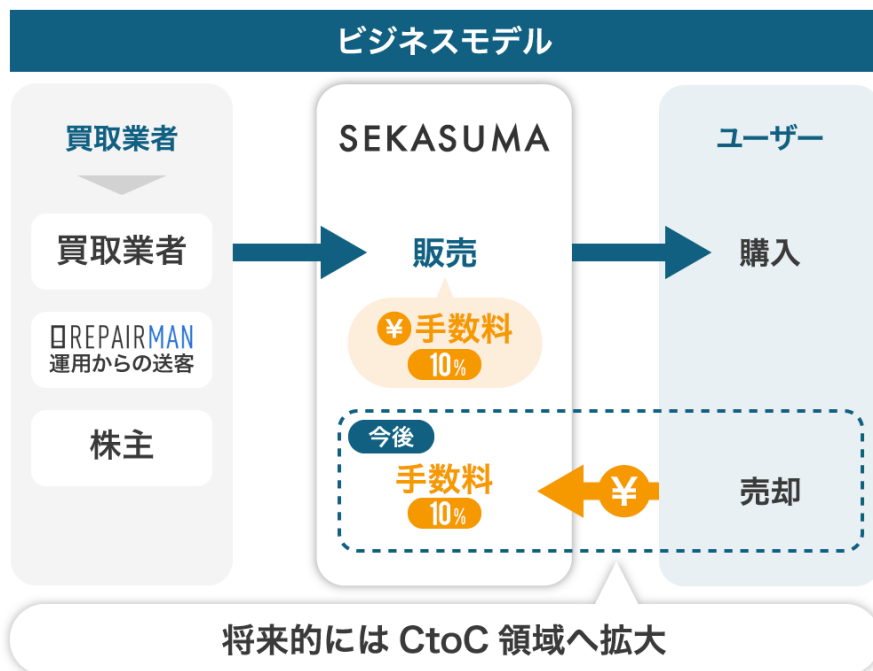 ビジネスモデル
買取業者
買取業者
REPAIRMAN
運用からの送客
株主
SEKASUMA
販売
¥手数料
10%
今後
手数料
10%
¥
ユーザー
購入
売却
将来的には CtoC 領域へ拡大